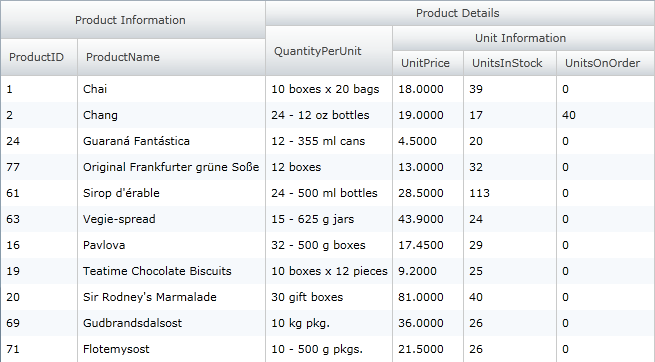 Product Information Product Details
ProductID ProductName QuantityPerUnit Unit Information
UnitPrice UnitsInStock UnitsOnOrder
1 Chai 10 boxes x 20 bags 18.0000 39 0
2 Chang 24 - 12 oz bottles 19.0000 17 40
24 Guaraná Fantástica 12 - 355 ml cans 4.5000 20 0
77 Original Frankfurter grüne Soße 12 boxes 13.0000 32 0
61 Sirop d'érable 24 - 500 ml bottles 28.5000 113 0
63 Vegie-spread 15 - 625 g jars 43.9000 24 0
16 Pavlova 32 - 500 g boxes 17.4500 29 0
19 Teatime Chocolate Biscuits 10 boxes x 12 pieces 9.2000 25 0
20 Sir Rodney's Marmalade 30 gift boxes 81.0000 40 0
69 Gudbrandsdalsost 10 kg pkg. 36.0000 26 0
71 Flotemysost 10 - 500 g pkgs. 21.5000 26 0